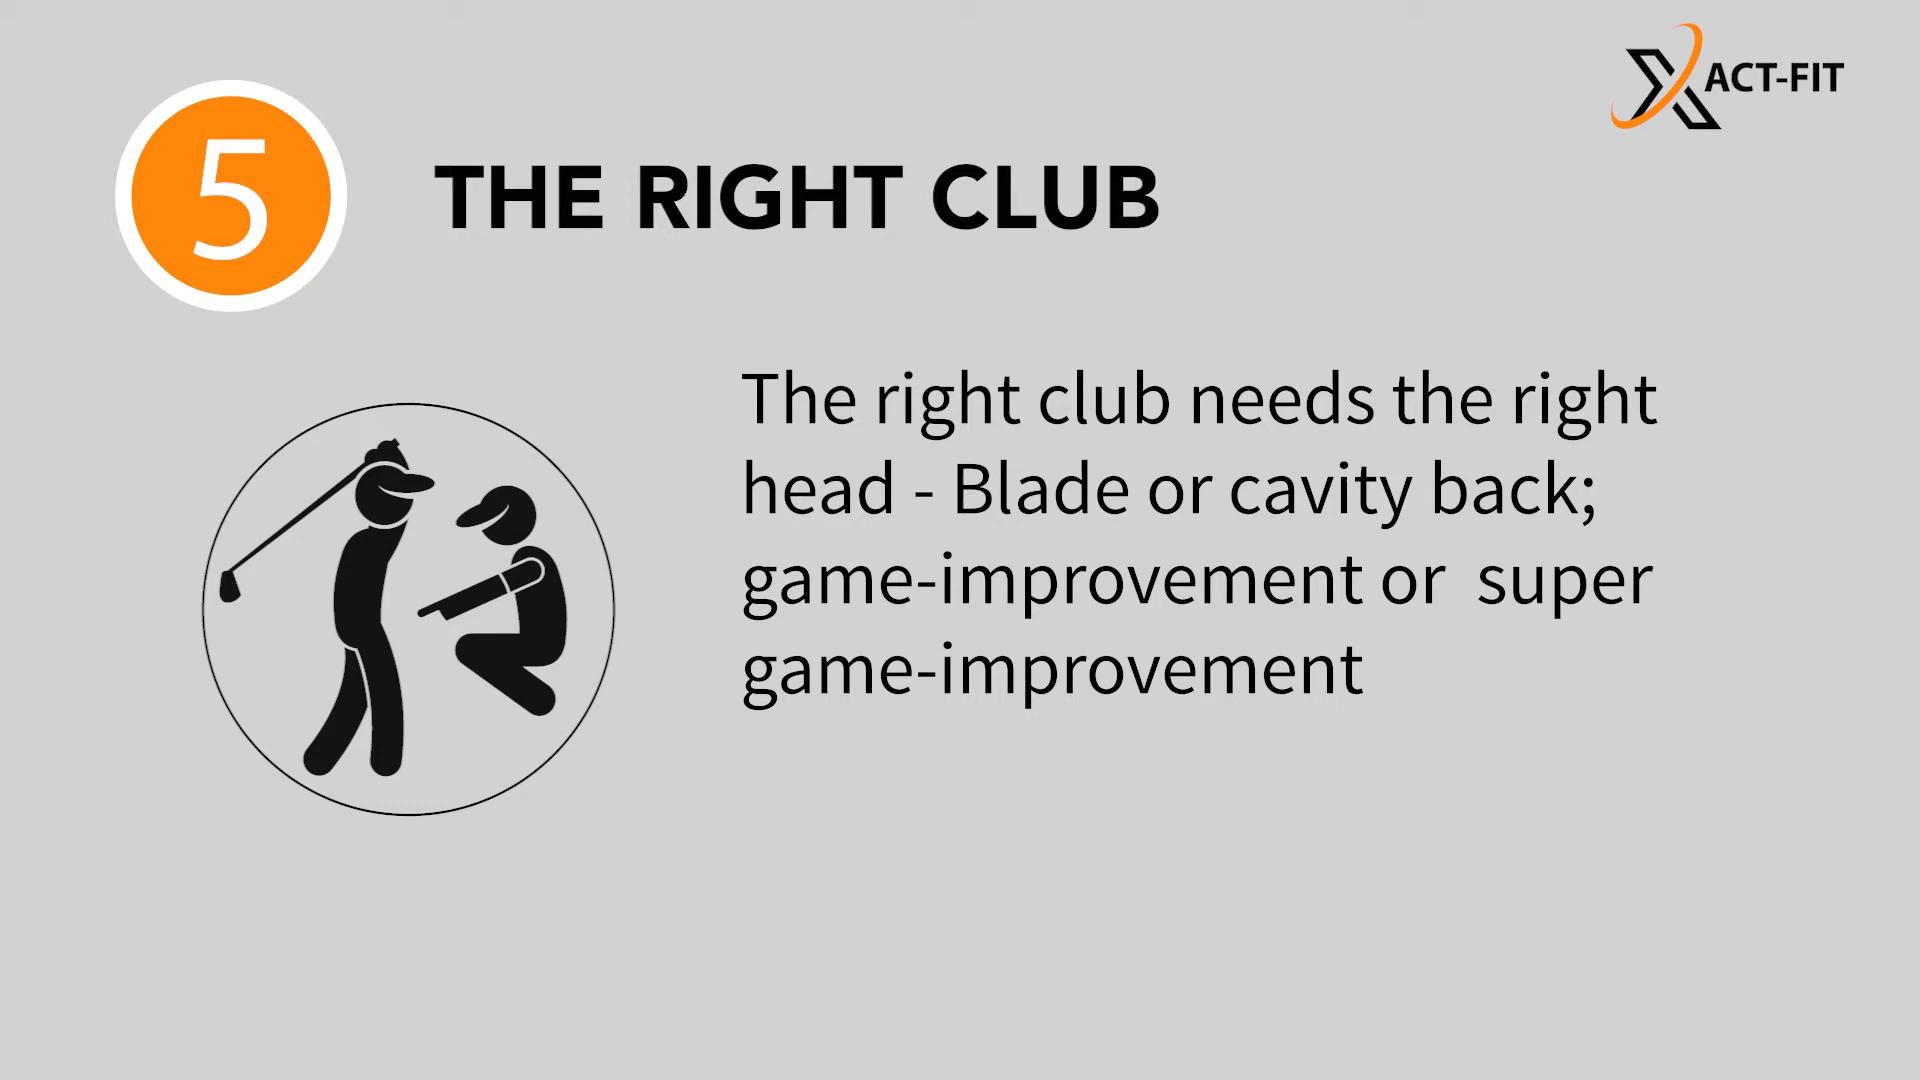 XACT-FIT
5
THE RIGHT CLUB
The right club needs the right
head - Blade or cavity back;
game-improvement or  super
game-improvement